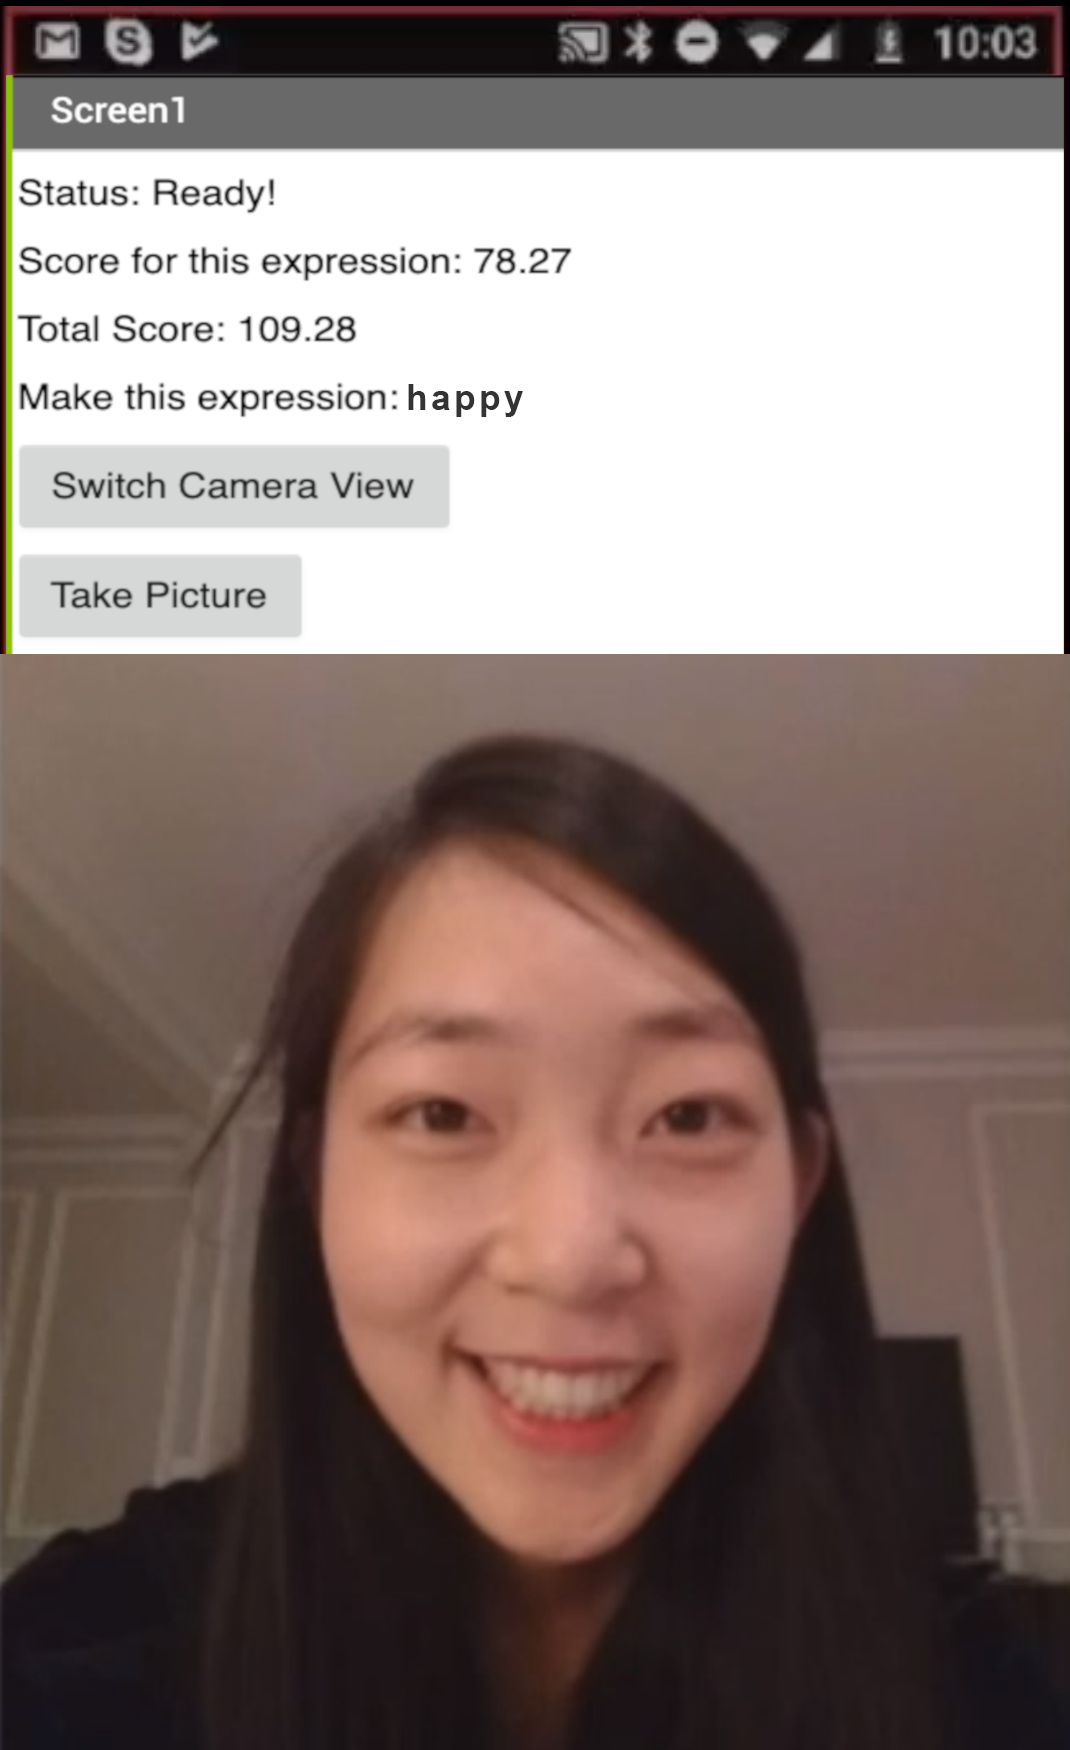 10:03
Screen1
Status: Ready!
Score for this expression: 78.27
Total Score: 109.28
Make this expression: happy
Switch Camera View
Take Picture